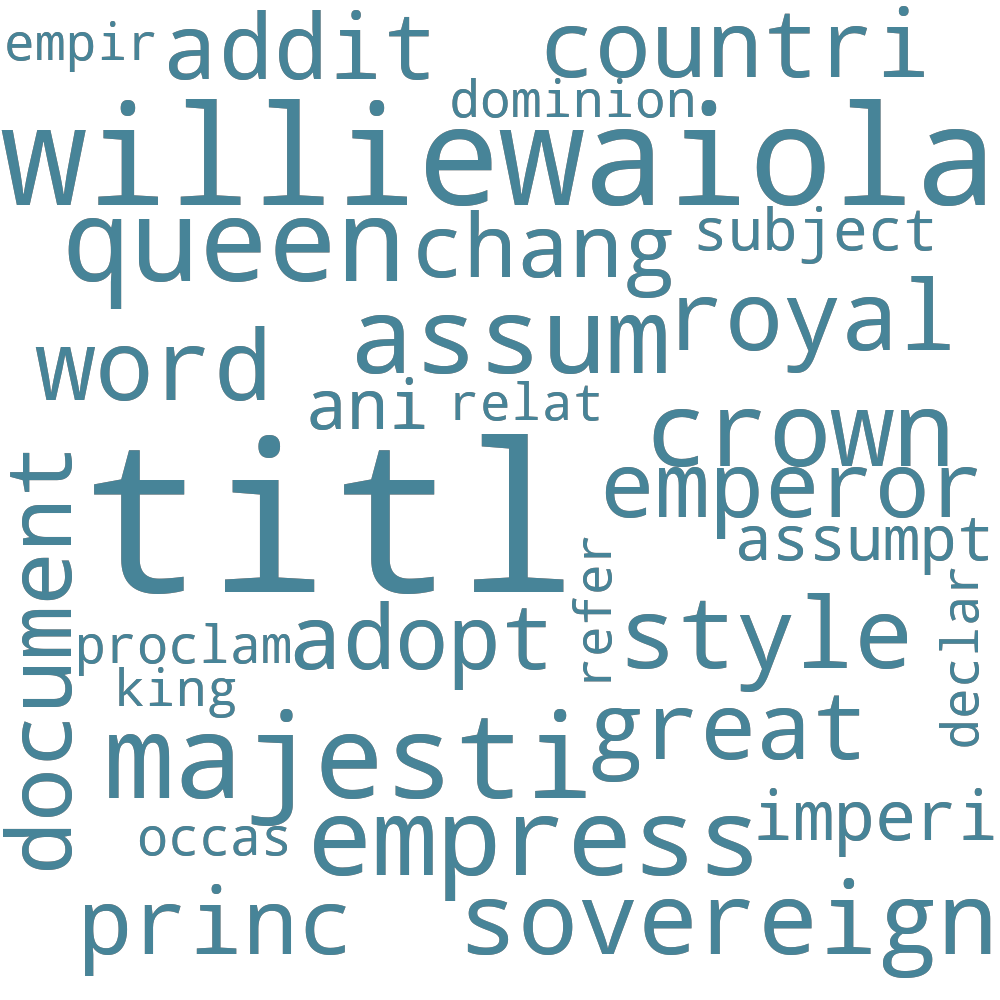 empir
addit
countri
dominion
williewaiola
queen
chang
subject
assum
royal
word
ani
relat
crown
titl
emperor
document
assumpt
refer
declar
proclam
adopt
style
king
majesti
great
occas
empress
imperi
princ
sovereign